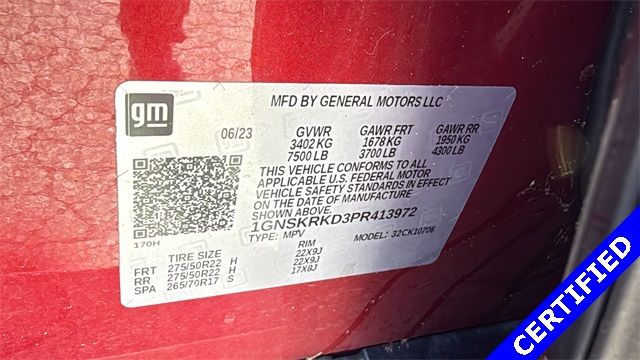 gm
MFD BY GENERAL MOTORS LLC
06/23 GVWR GAWR FRT GAWR RR
3402 KG 1678 KG 1950 KG
7500 LB 3700 LB 4300 LB
THIS VEHICLE CONFORMS TO ALL
APPLICABLE U.S. FEDERAL MOTOR
VEHICLE SAFETY STANDARDS IN EFFECT
ON THE DATE OF MANUFACTURE
SHOWN ABOVE.
1GNSKRKD3PR413972
TYPE: MPV MODEL: 32CK10706
170H
TIRE SIZE RIM
FRT 275/50R22 H 22X9J
RR 275/50R22 H 22X9J
SPA 265/70R17 S 17X8J
CERTIFIED